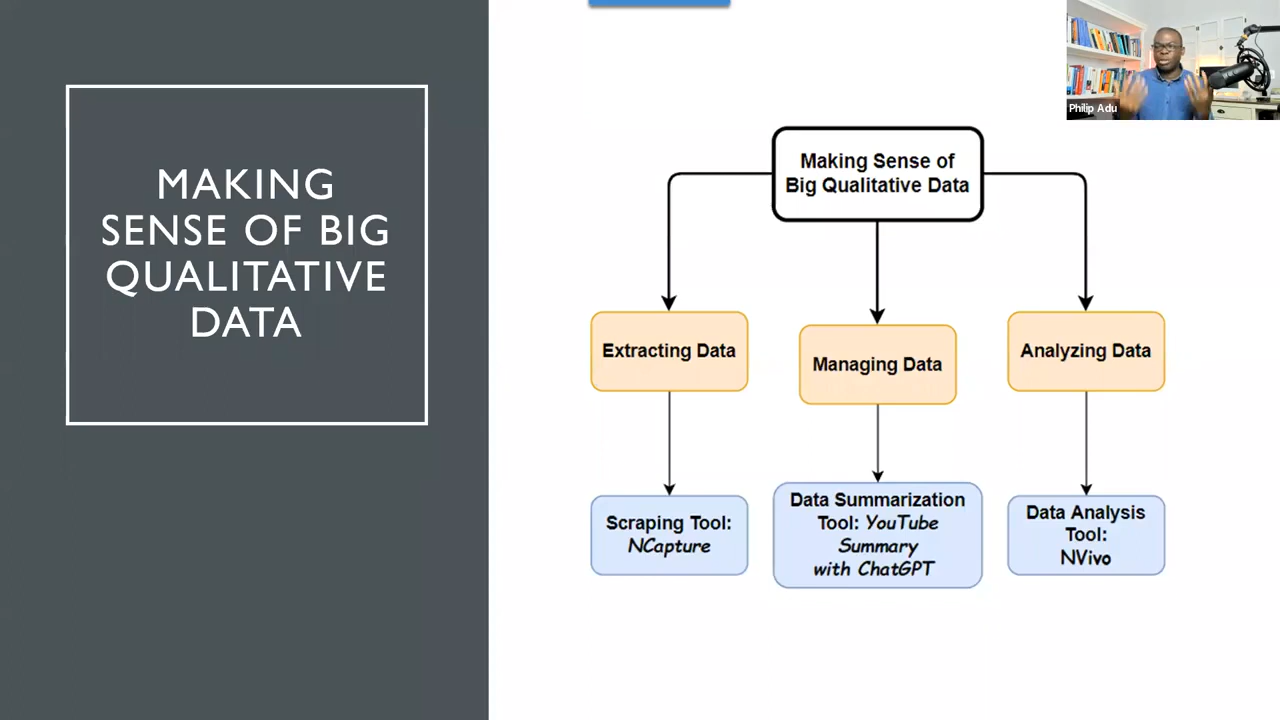 MAKING
SENSE OF BIG
QUALITATIVE
DATA
Philip Adu
Making Sense of
Big Qualitative Data
Extracting Data
Managing Data
Analyzing Data
Scraping Tool:
NCapture
Data Summarization
Tool: YouTube
Summary
with ChatGPT
Data Analysis
Tool:
NVivo